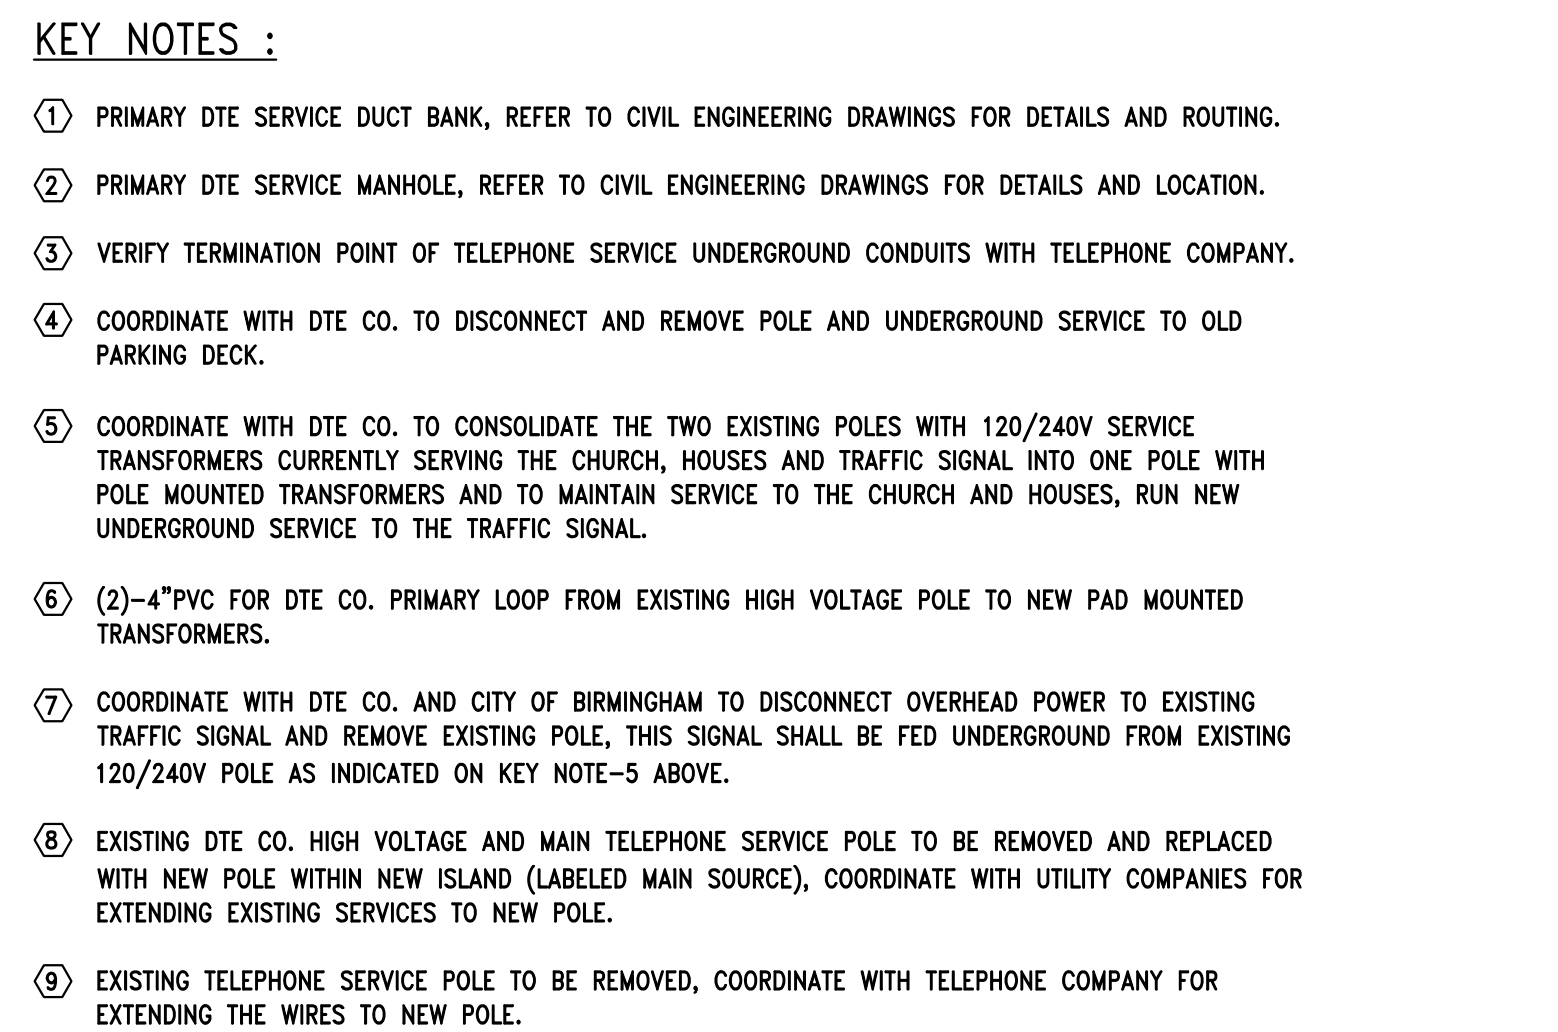 KEY NOTES :
1 PRIMARY DTE SERVICE DUCT BANK, REFER TO CIVIL ENGINEERING DRAWINGS FOR DETAILS AND ROUTING.
2 PRIMARY DTE SERVICE MANHOLE, REFER TO CIVIL ENGINEERING DRAWINGS FOR DETAILS AND LOCATION.
3 VERIFY TERMINATION POINT OF TELEPHONE SERVICE UNDERGROUND CONDUITS WITH TELEPHONE COMPANY.
4 COORDINATE WITH DTE CO. TO DISCONNECT AND REMOVE POLE AND UNDERGROUND SERVICE TO OLD
PARKING DECK.
5 COORDINATE WITH DTE CO. TO CONSOLIDATE THE TWO EXISTING POLES WITH 120/240V SERVICE
TRANSFORMERS CURRENTLY SERVING THE CHURCH, HOUSES AND TRAFFIC SIGNAL INTO ONE POLE WITH
POLE MOUNTED TRANSFORMERS AND TO MAINTAIN SERVICE TO THE CHURCH AND HOUSES, RUN NEW
UNDERGROUND SERVICE TO THE TRAFFIC SIGNAL.
6 (2)-4”PVC FOR DTE CO. PRIMARY LOOP FROM EXISTING HIGH VOLTAGE POLE TO NEW PAD MOUNTED
TRANSFORMERS.
7 COORDINATE WITH DTE CO. AND CITY OF BIRMINGHAM TO DISCONNECT OVERHEAD POWER TO EXISTING
TRAFFIC SIGNAL AND REMOVE EXISTING POLE, THIS SIGNAL SHALL BE FED UNDERGROUND FROM EXISTING
120/240V POLE AS INDICATED ON KEY NOTE-5 ABOVE.
8 EXISTING DTE CO. HIGH VOLTAGE AND MAIN TELEPHONE SERVICE POLE TO BE REMOVED AND REPLACED
WITH NEW POLE WITHIN NEW ISLAND (LABELED MAIN SOURCE), COORDINATE WITH UTILITY COMPANIES FOR
EXTENDING EXISTING SERVICES TO NEW POLE.
9 EXISTING TELEPHONE SERVICE POLE TO BE REMOVED, COORDINATE WITH TELEPHONE COMPANY FOR
EXTENDING THE WIRES TO NEW POLE.